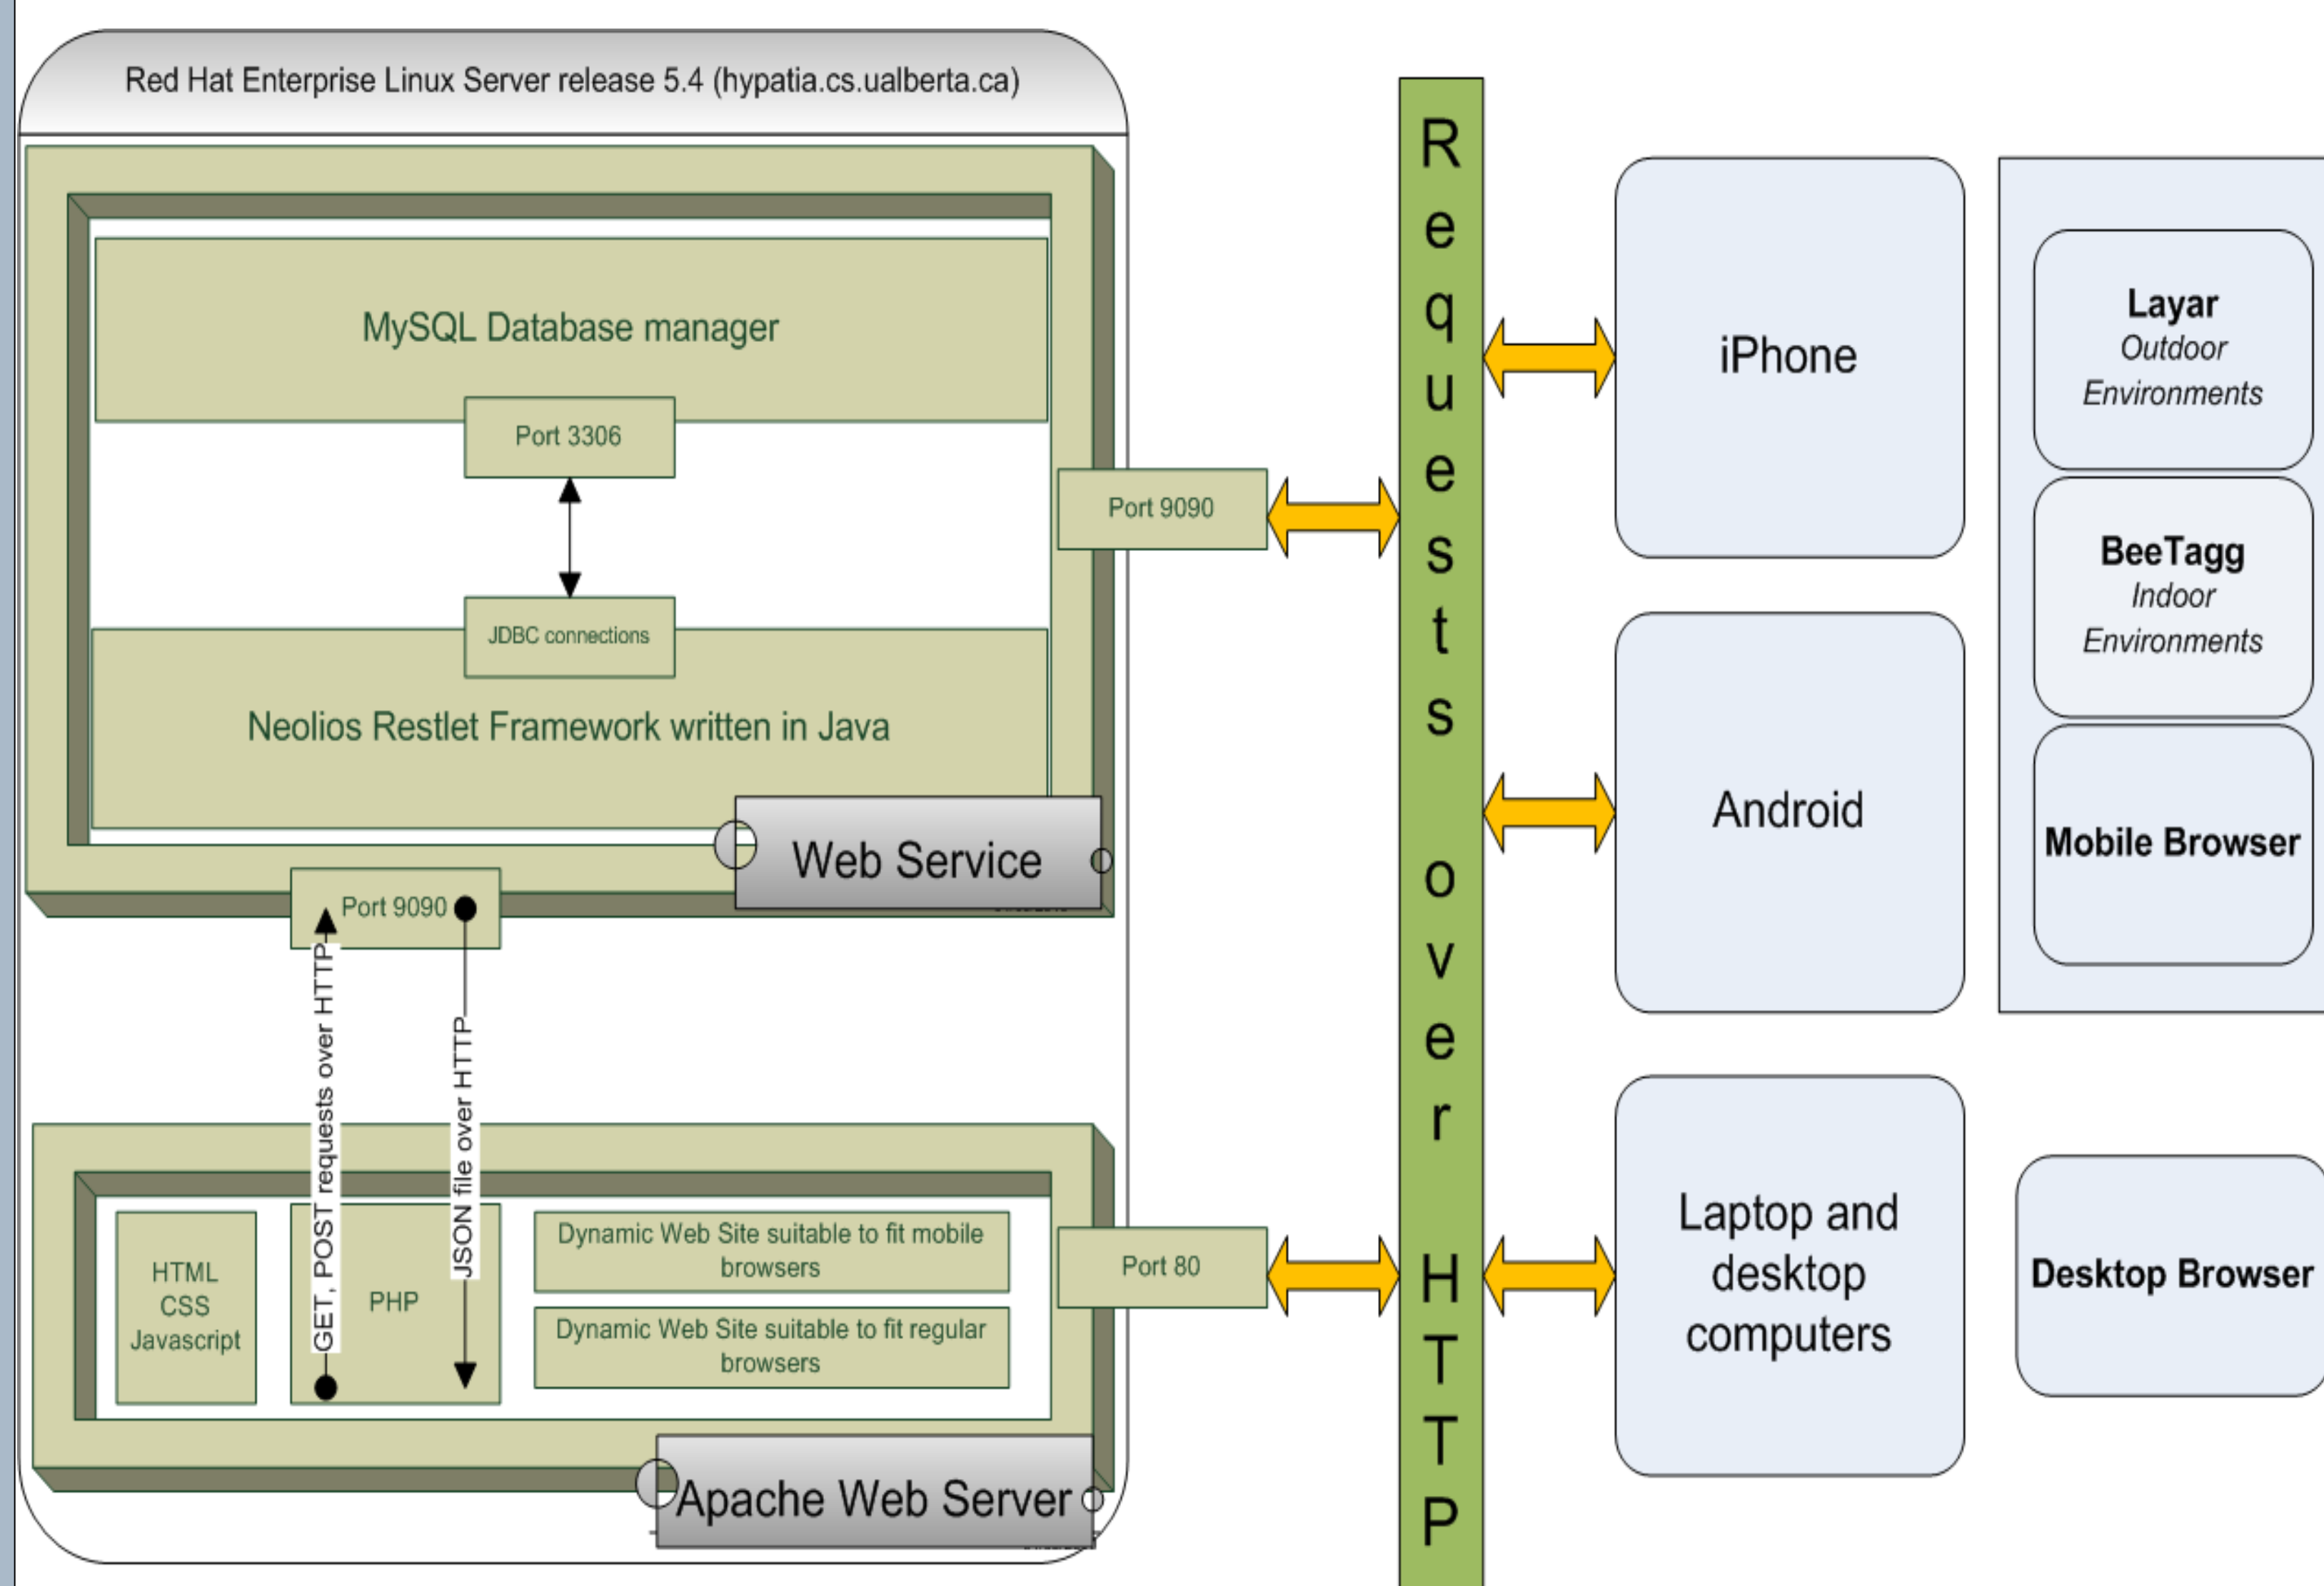 Red Hat Enterprise Linux Server release 5.4 (hypatia.cs.ualberta.ca)
MySQL Database manager
Port 3306
JDBC connections
Neolios Restlet Framework written in Java
Web Service
Port 9090
Port 9090
GET, POST requests over HTTP
JSON file over HTTP
HTML
CSS
Javascript
PHP
Dynamic Web Site suitable to fit mobile
browsers
Dynamic Web Site suitable to fit regular
browsers
Port 80
Apache Web Server
Requests over HTTP
iPhone
Android
Laptop and
desktop
computers
Layar
Outdoor
Environments
BeeTagg
Indoor
Environments
Mobile Browser
Desktop Browser